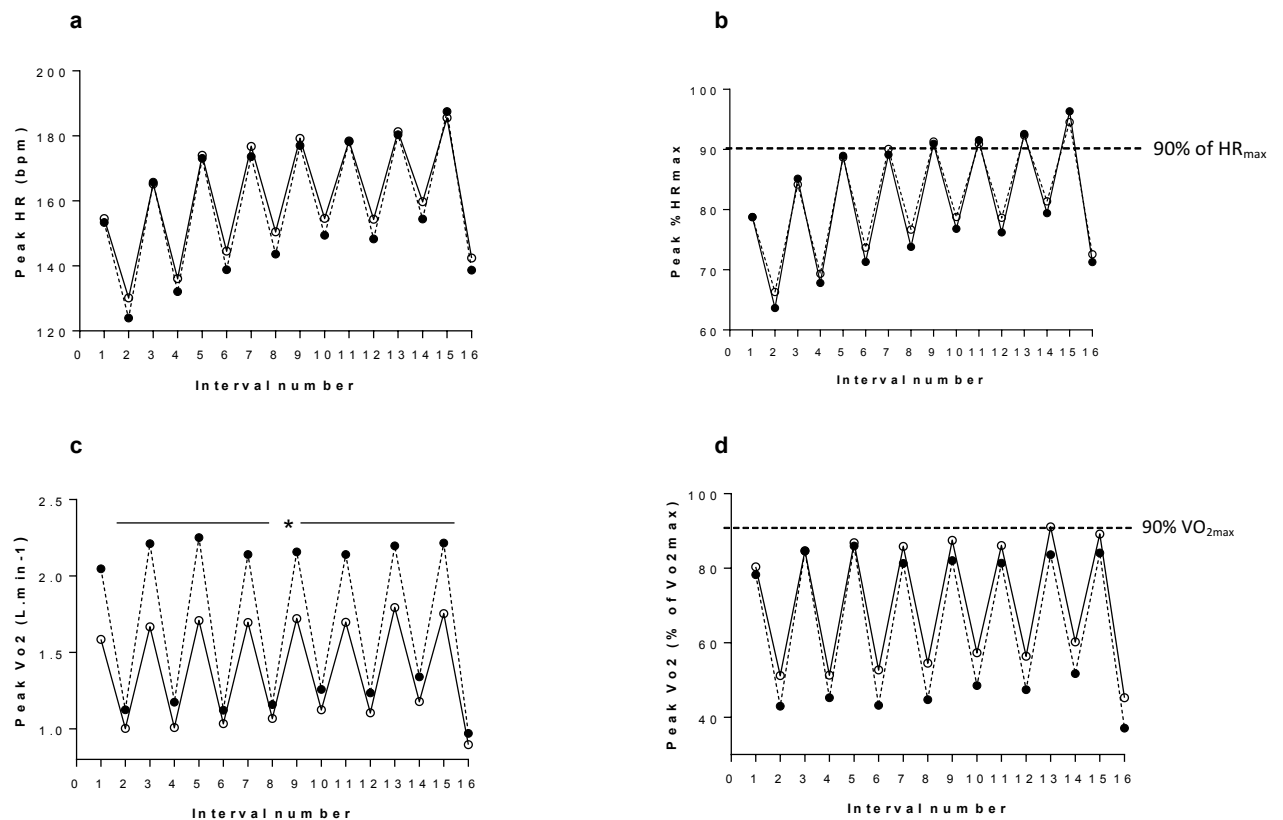 a
200
180
160
140
120
Peak HR (bpm)
0 1 2 3 4 5 6 7 8 9 10 11 12 13 14 15 16
Interval number
b
100
90
80
70
60
Peak %HRmax
90% of HRmax
0 1 2 3 4 5 6 7 8 9 10 11 12 13 14 15 16
Interval number
c
2.5
2.0
1.5
1.0
Peak Vo2 (L.min-1)
*
0 1 2 3 4 5 6 7 8 9 10 11 12 13 14 15 16
Interval number
d
100
80
60
40
Peak Vo2 (% of Vo2max)
90% VO2max
0 1 2 3 4 5 6 7 8 9 10 11 12 13 14 15 16
Interval number